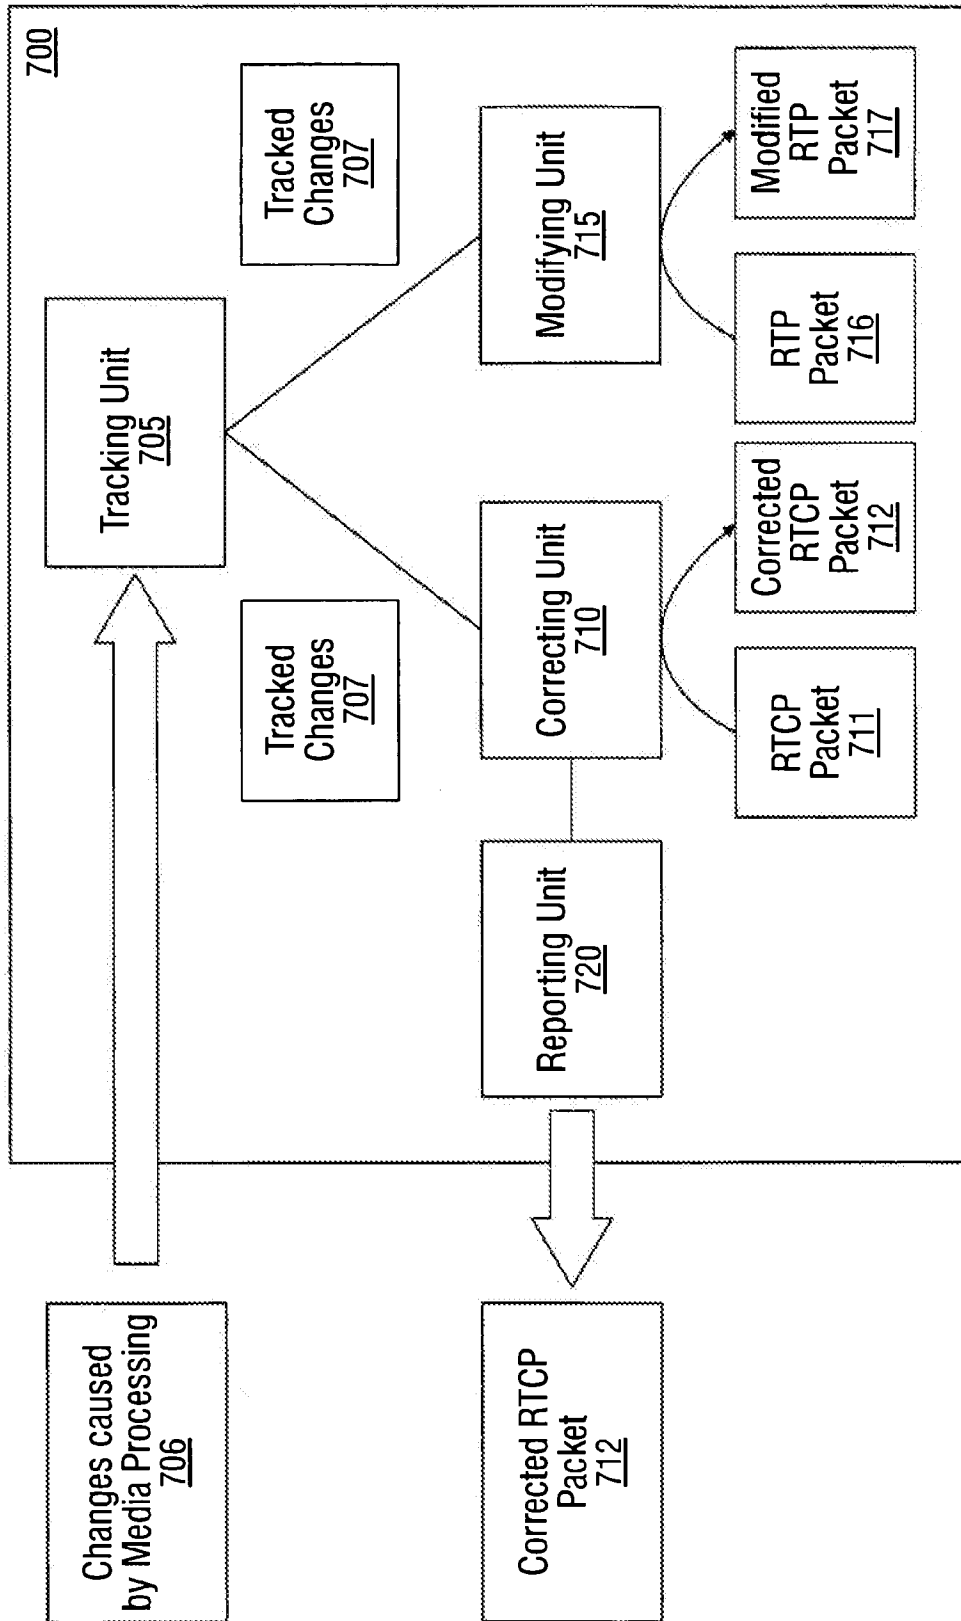 700
Changes caused
by Media Processing
706
Tracking Unit
705
Tracked
Changes
707
Tracked
Changes
707
Corrected RTCP
Packet
712
Reporting Unit
720
Correcting Unit
710
Modifying Unit
715
RTCP
Packet
711
Corrected
RTCP
Packet
712
RTP
Packet
716
Modified
RTP
Packet
717